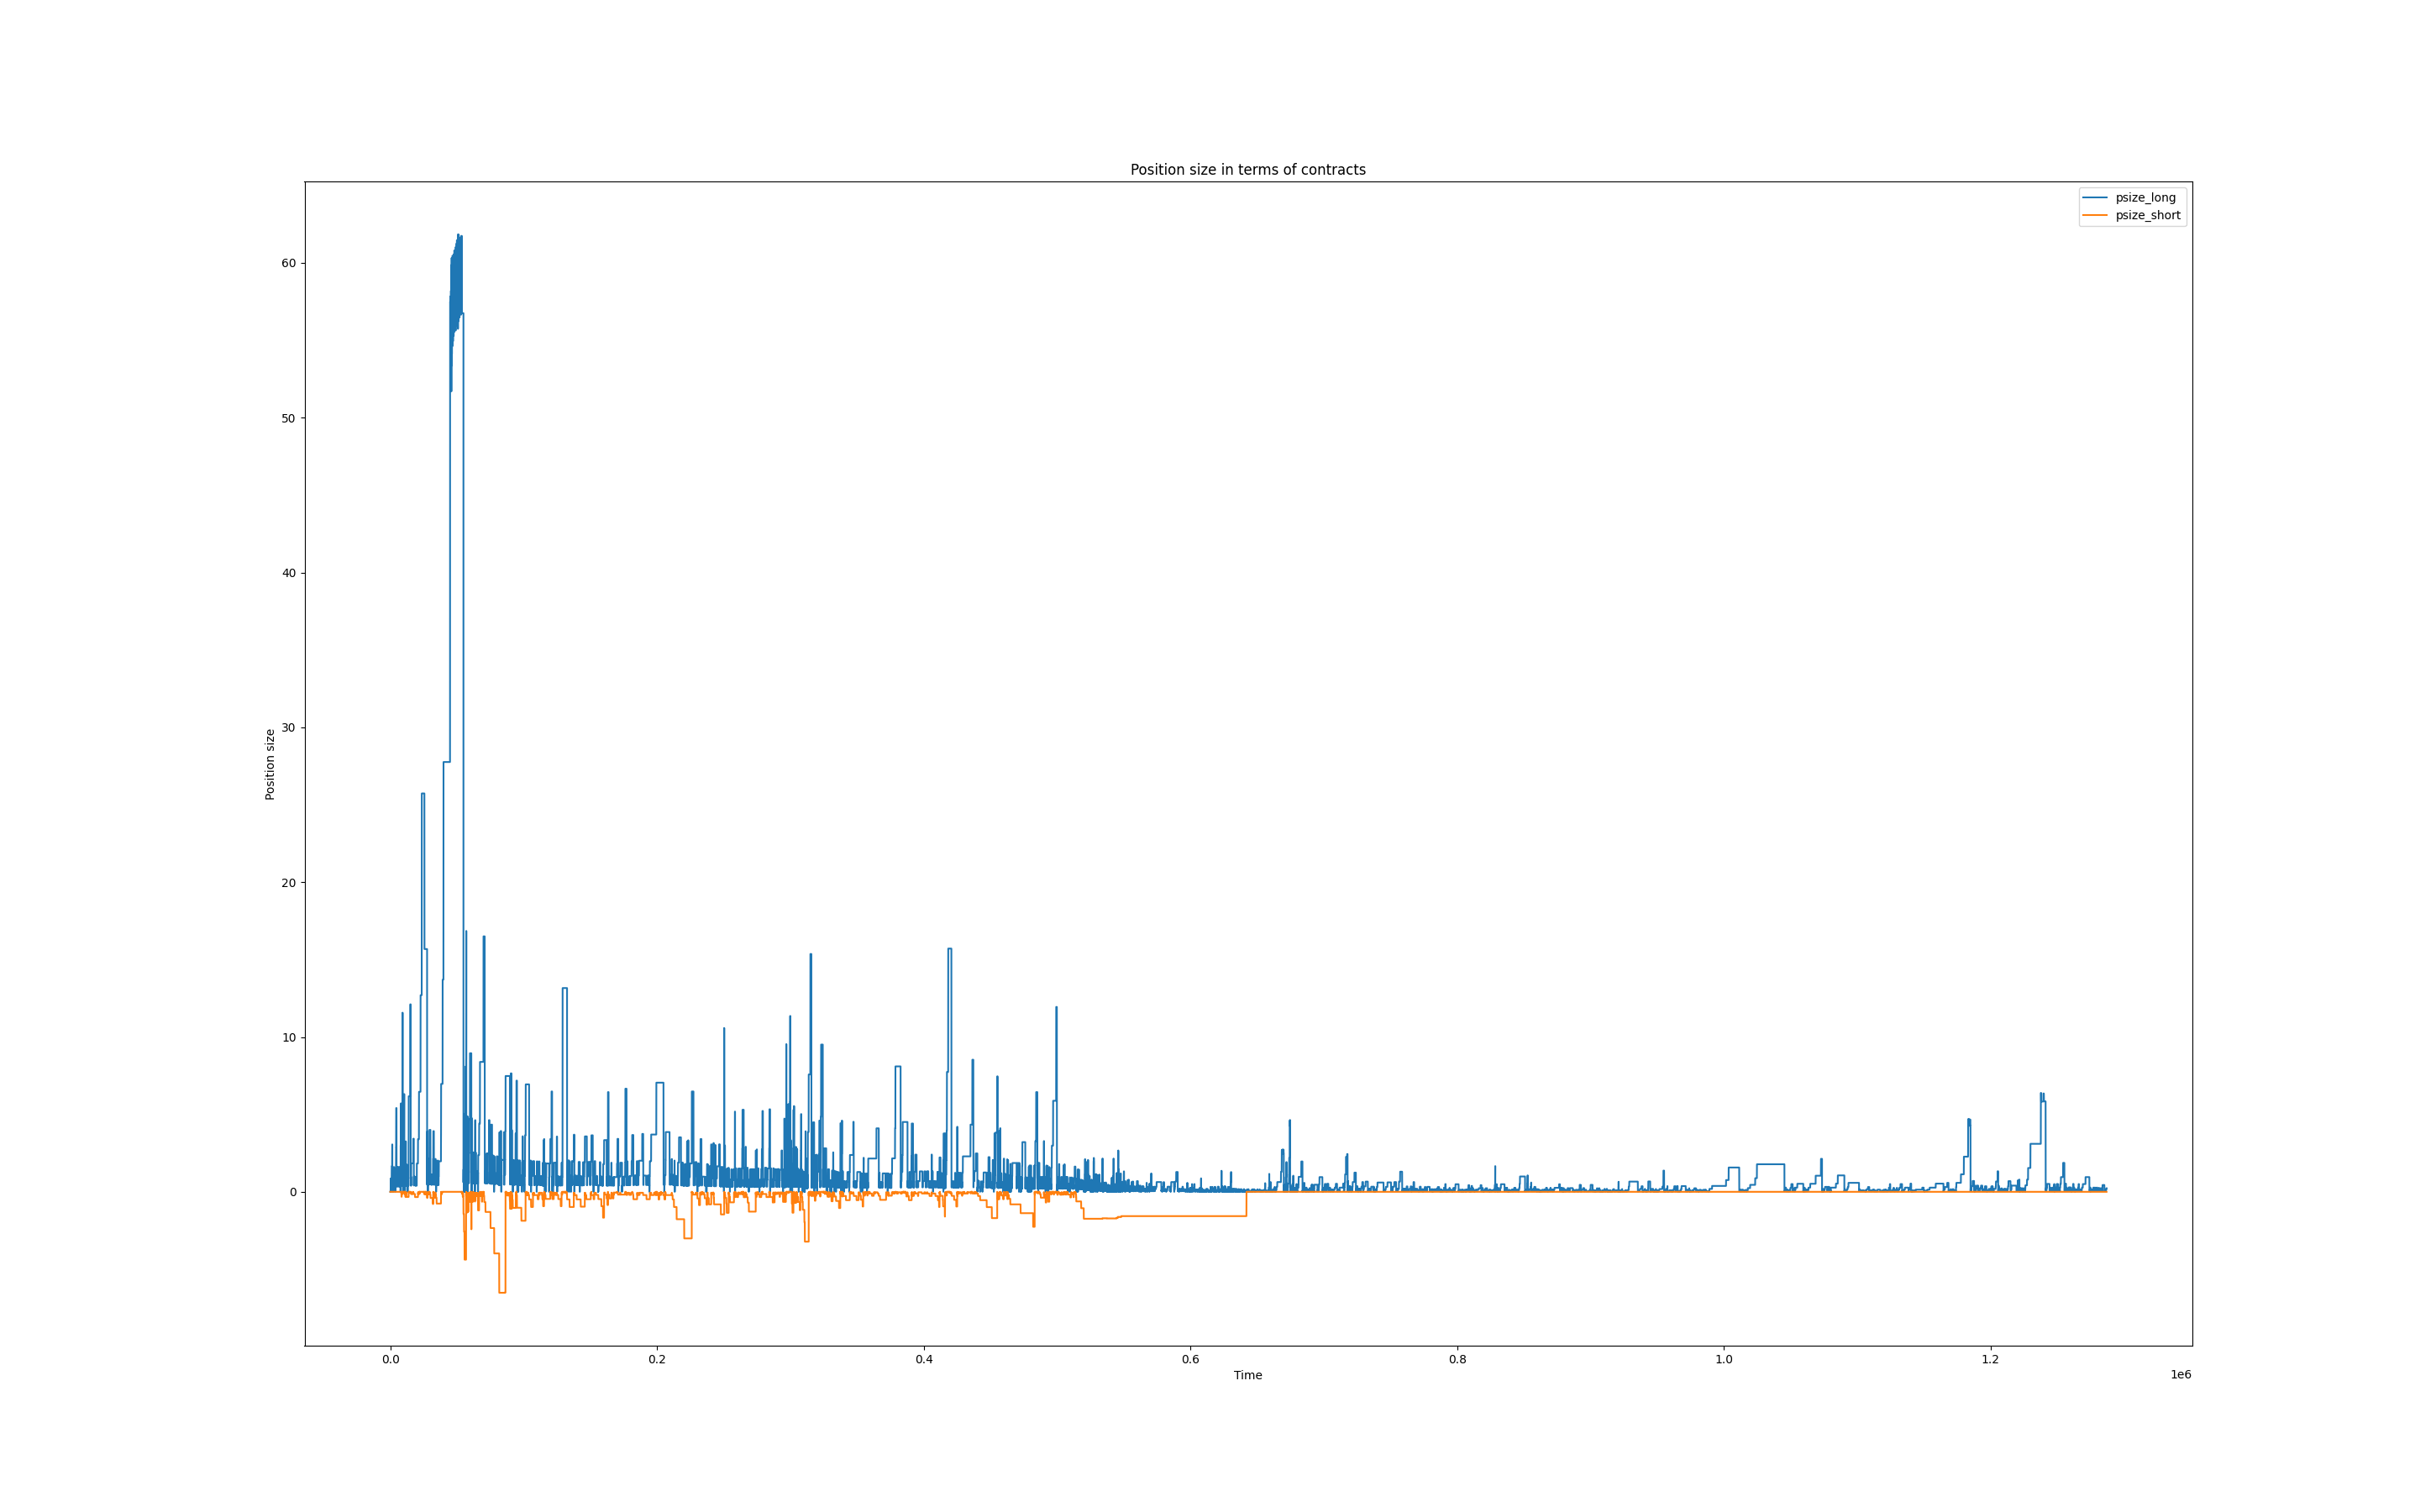 Position size in terms of contracts
psize_long
psize_short
Position size
60
50
40
30
20
10
0
0.0 0.2 0.4 0.6 0.8 1.0 1.2
Time
1e6